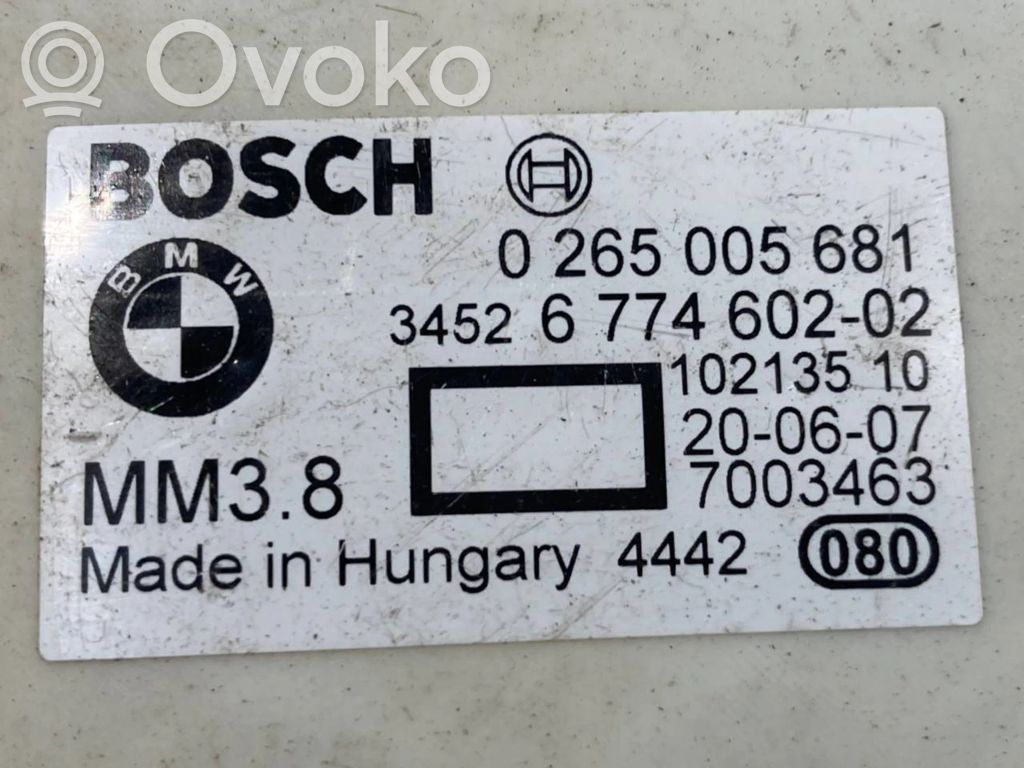 Ovoko
BOSCH
BMW
0 265 005 681
3452 6 774 602-02
102135 10
20-06-07
MM3.8
7003463
Made in Hungary 4442 080